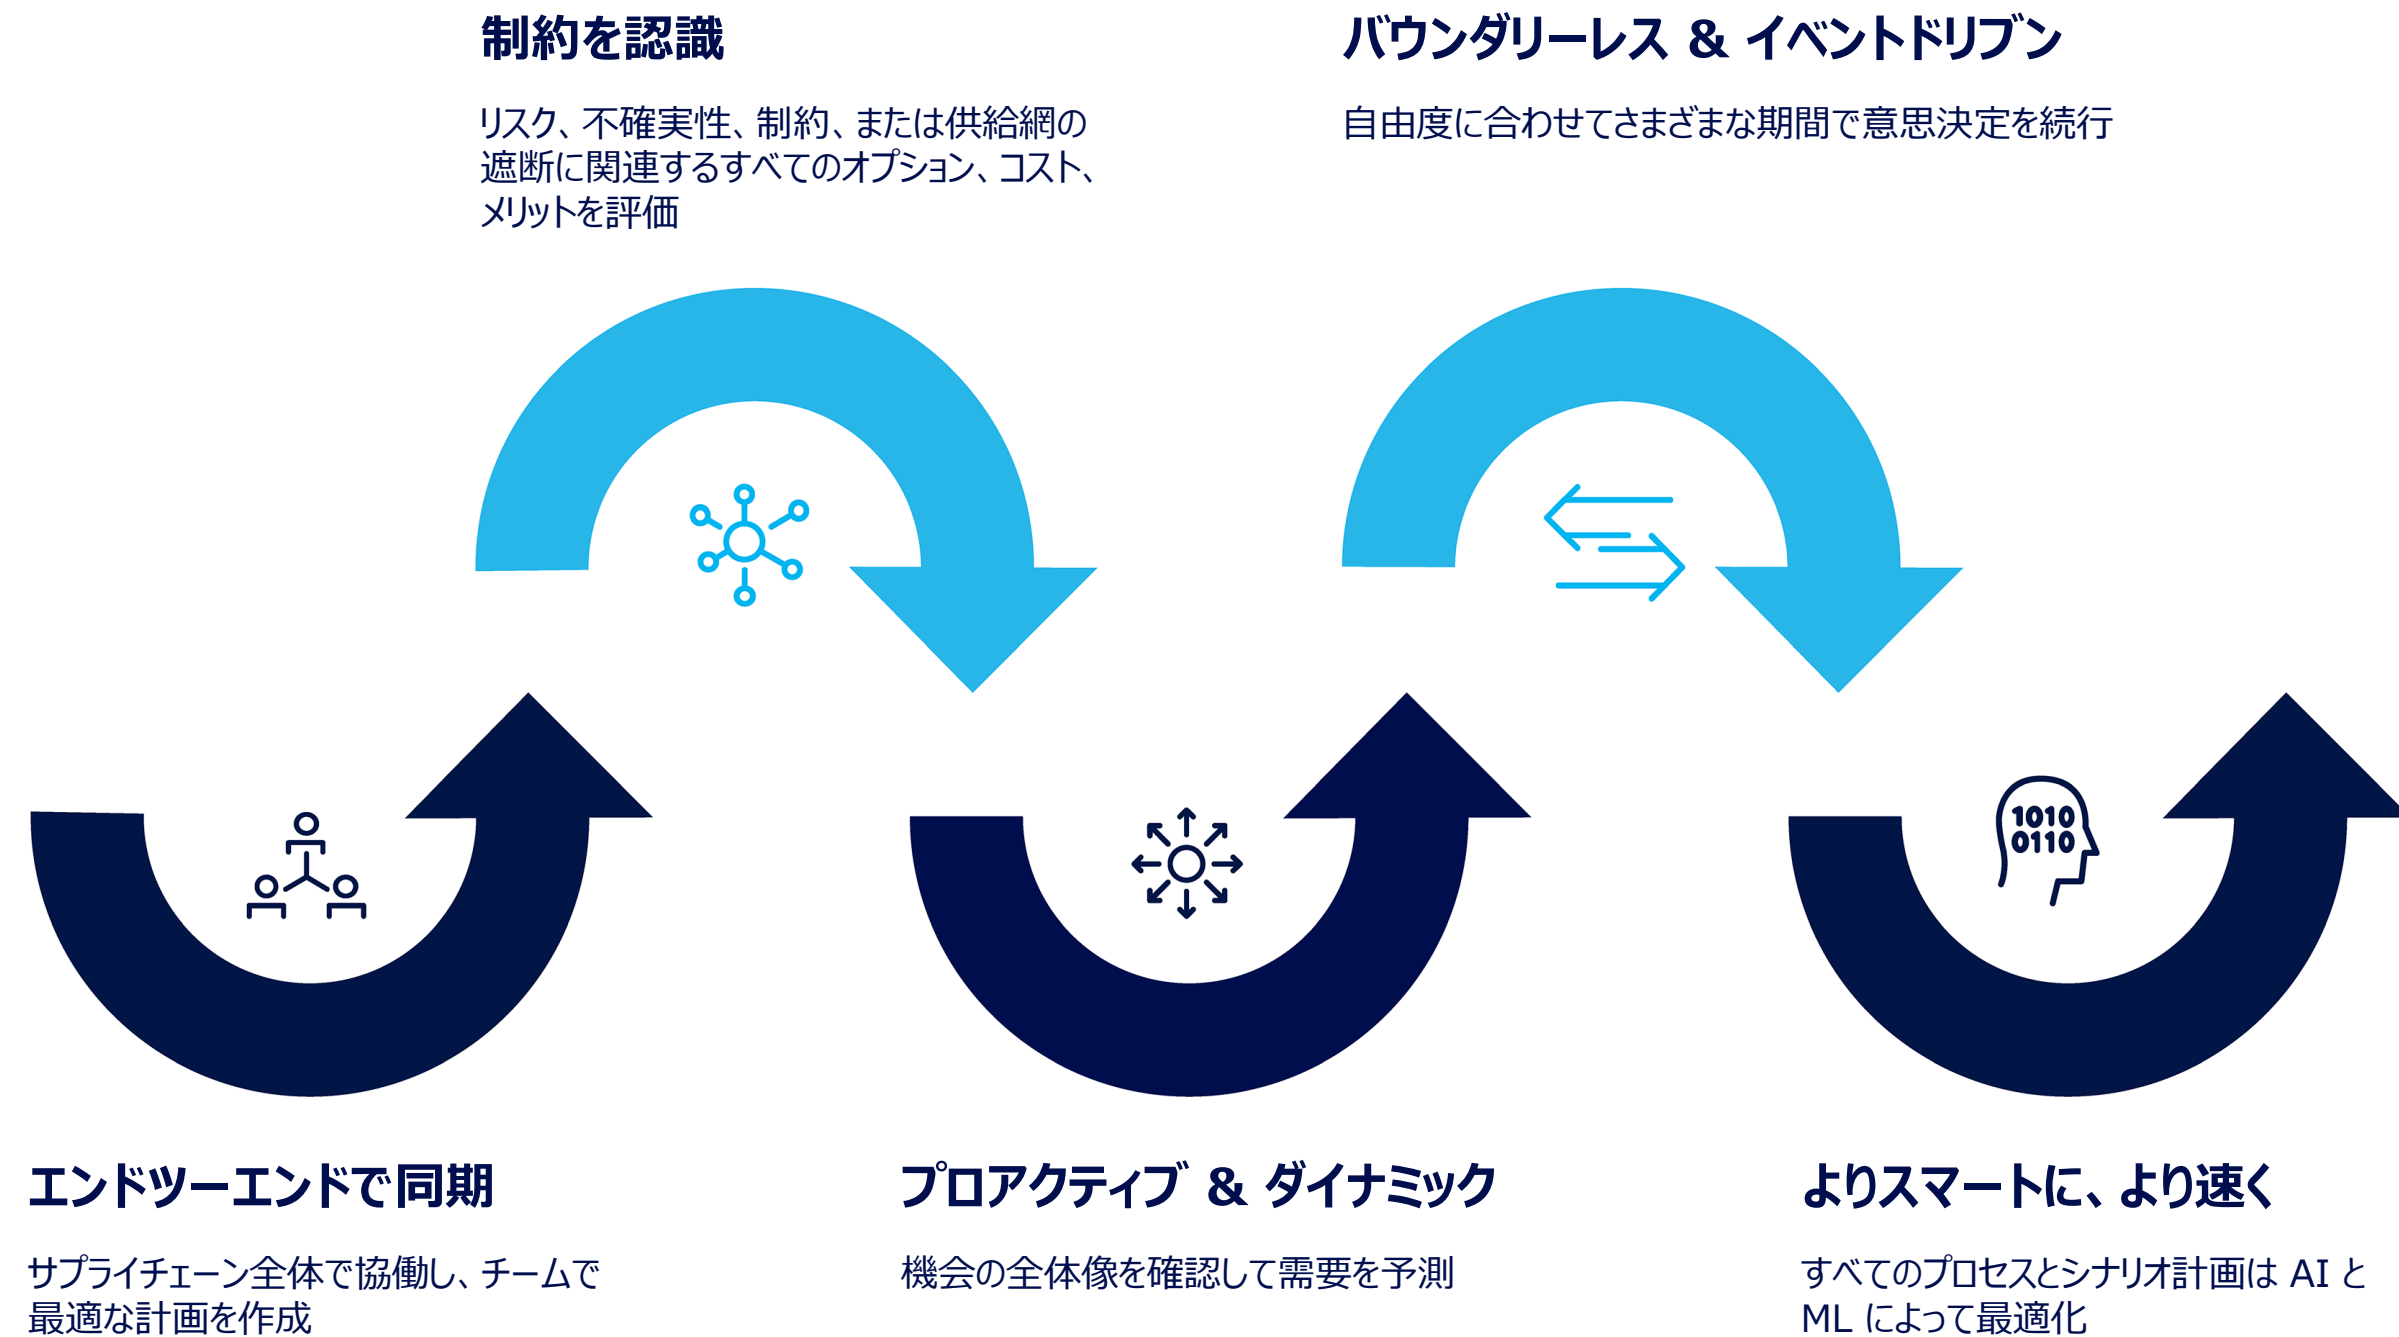 制約を認識
リスク、不確実性、制約、または供給網の
遮断に関連するすべてのオプション、コスト、
メリットを評価
バウンダリーレス & イベントドリブン
自由度に合わせてさまざまな期間で意思決定を続行
1010
0110
エンドツーエンドで同期
サプライチェーン全体で協働し、チームで
最適な計画を作成
プロアクティブ & ダイナミック
機会の全体像を確認して需要を予測
よりスマートに、より速く
すべてのプロセスとシナリオ計画は AI と
ML によって最適化